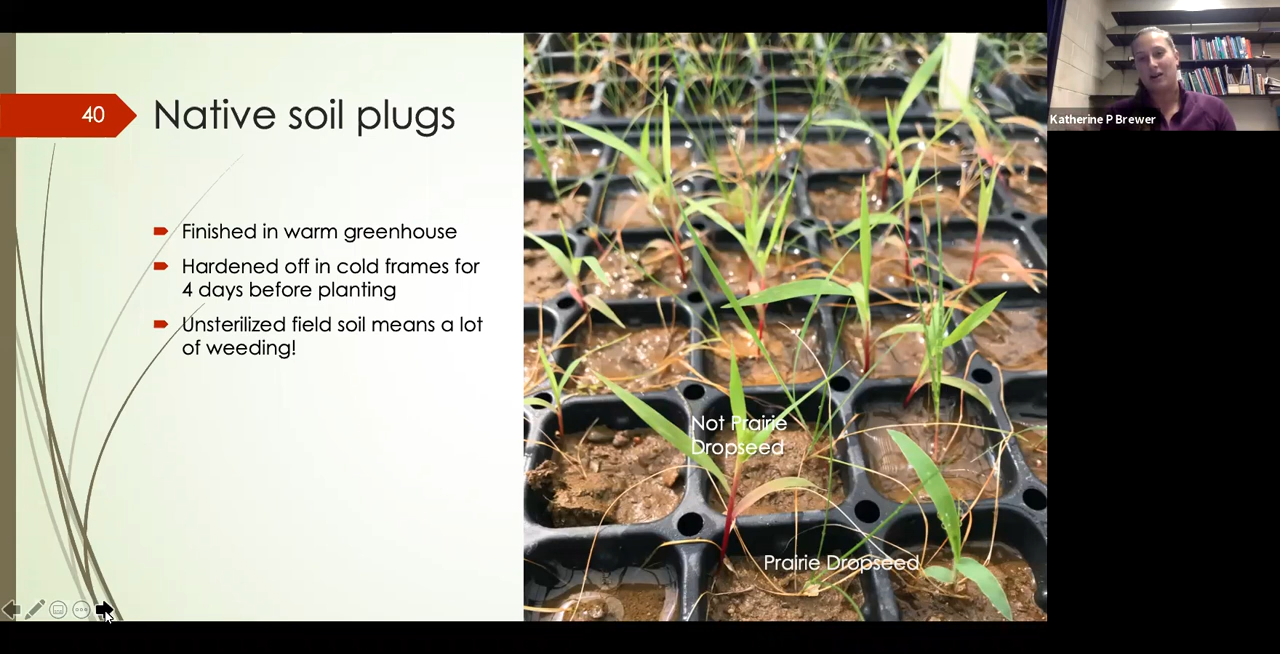 40
Native soil plugs
Finished in warm greenhouse
Hardened off in cold frames for
4 days before planting
Unsterilized field soil means a lot
of weeding!
Not Prairie
Dropseed
Prairie Dropseed
Katherine P Brewer